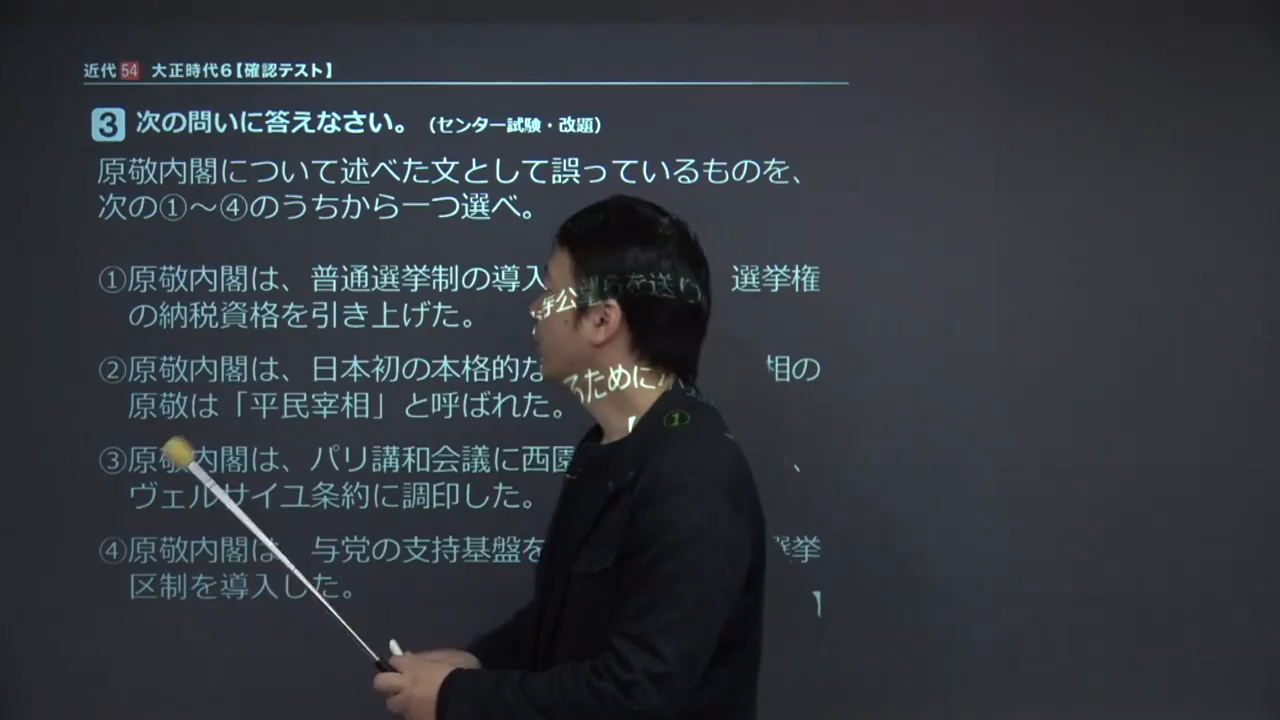 近代 54 大正時代6【確認テスト】
3 次の問いに答えなさい。(センター試験・改題)
原敬内閣について述べた文として誤っているものを、
次の①~④のうちから一つ選べ。
①原敬内閣は、普通選挙制の導入 選挙権
の納税資格を引き上げた。
②原敬内閣は、日本初の本格的な 相の
原敬は「平民宰相」と呼ばれた。
③原敬内閣は、パリ講和会議に西園 、
ヴェルサイユ条約に調印した。
④原敬内閣は、与党の支持基盤を 選挙
区制を導入した。
】